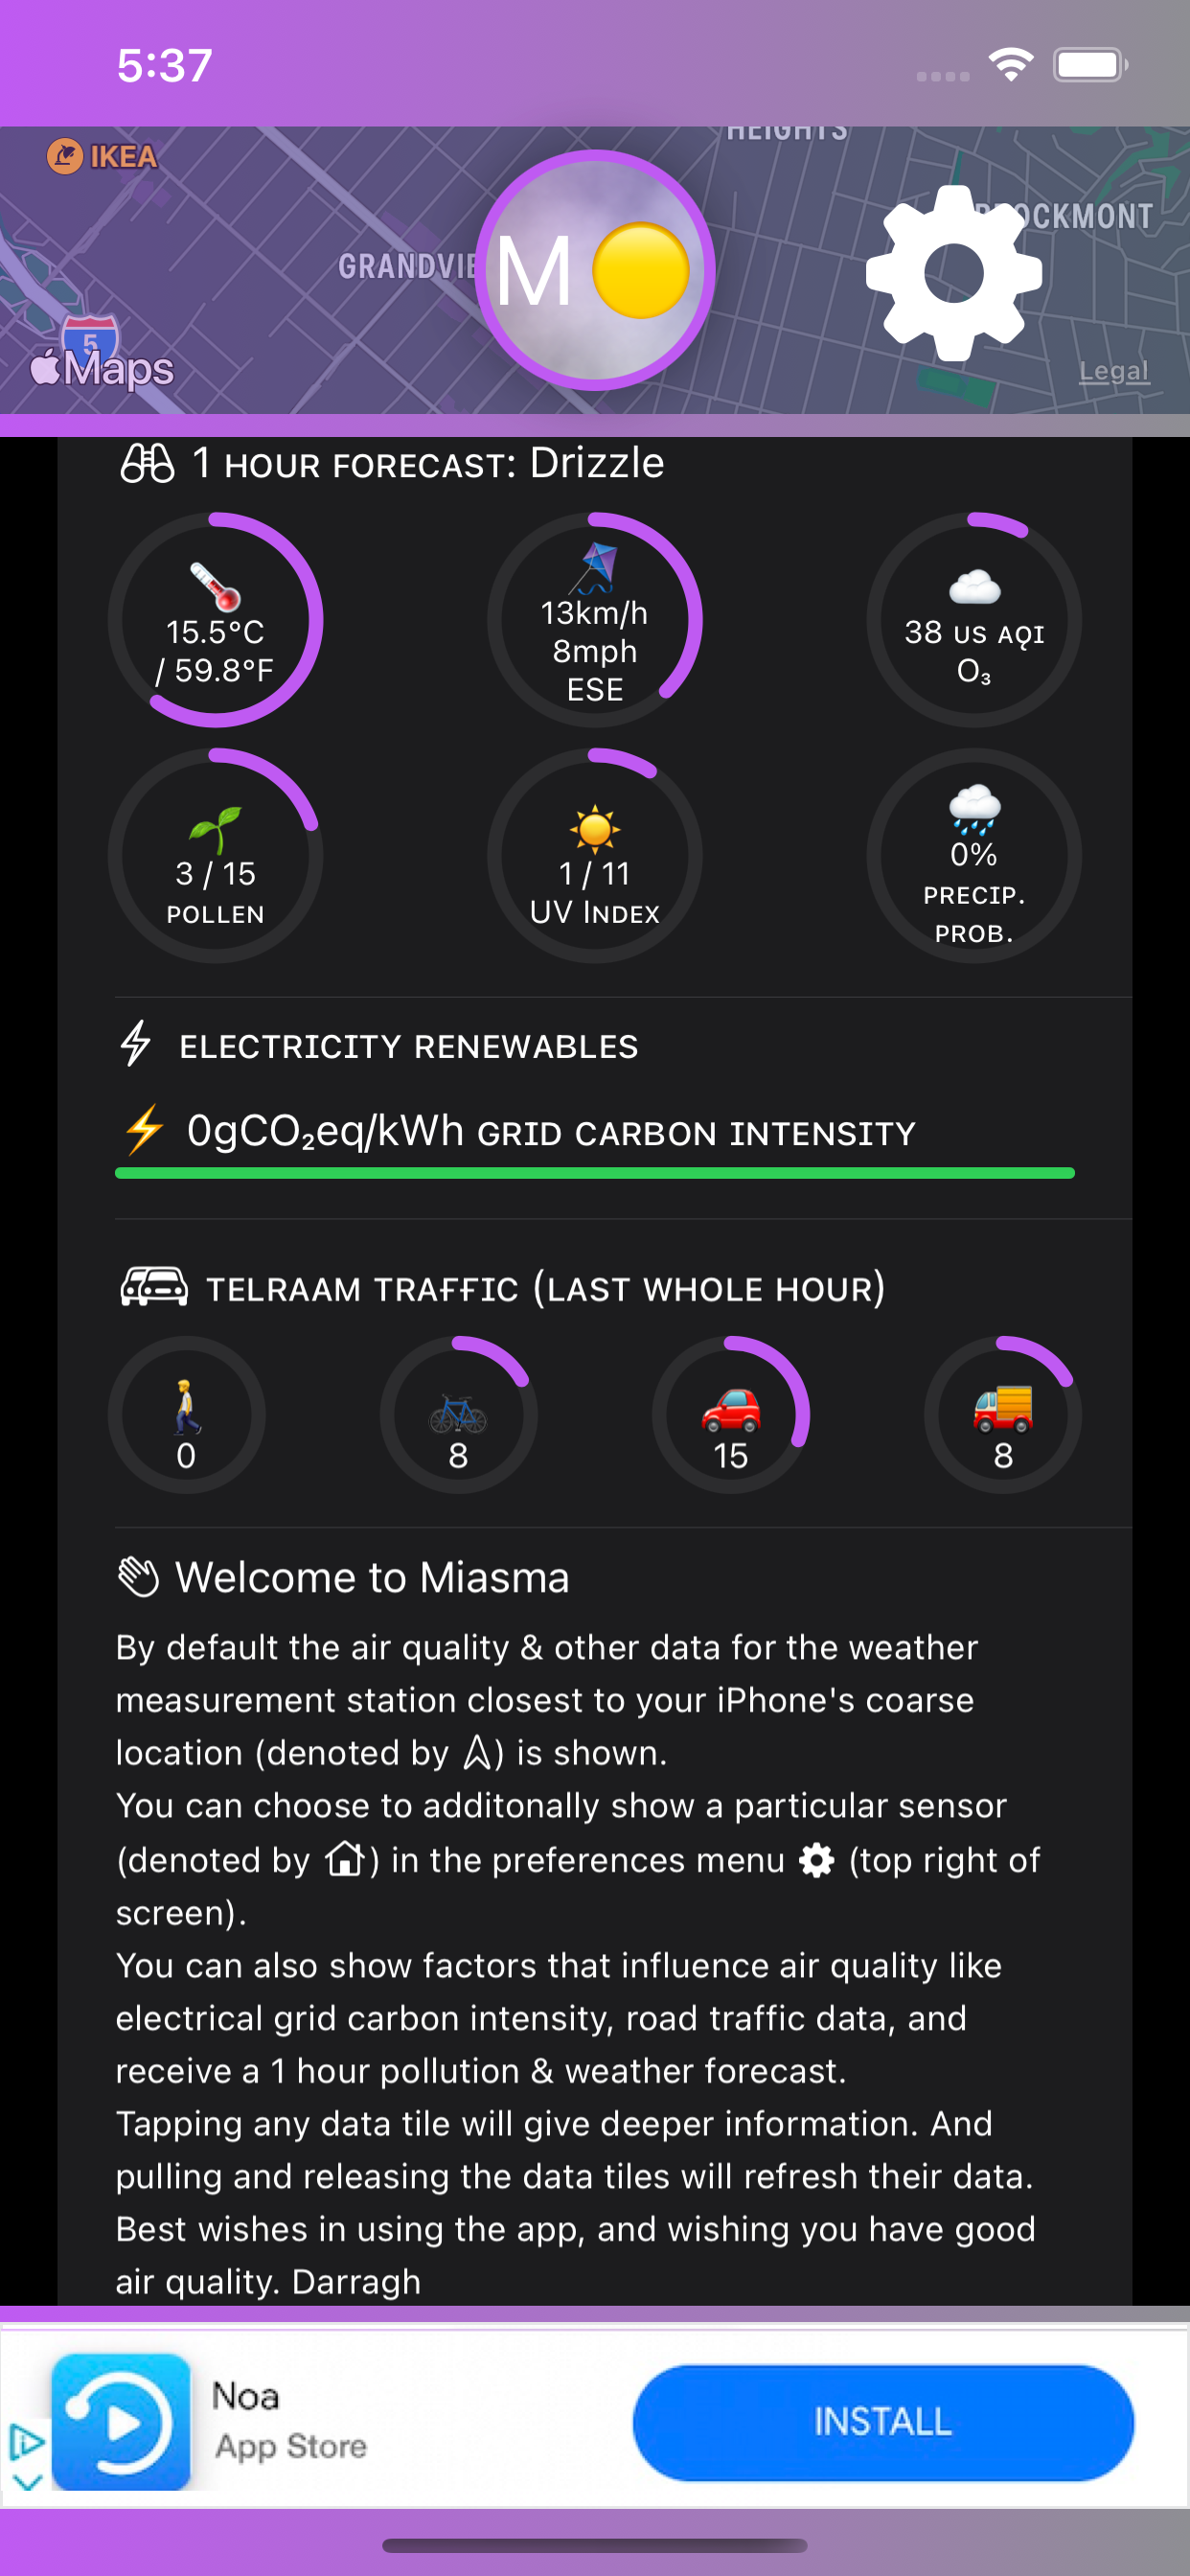 5:37
HEIGHTS
IKEA
OCKMONT
GRANDVIE
M
5
Maps
Legal
1 HOUR FORECAST: Drizzle
15.5°C
/ 59.8°F
13km/h
8mph
ESE
38 US AQI
O₃
3 / 15
POLLEN
1 / 11
UV INDEX
0%
PRECIP.
PROB.
ELECTRICITY RENEWABLES
0gCO₂eq/kWh GRID CARBON INTENSITY
TELRAAM TRAFFIC (LAST WHOLE HOUR)
0
8
15
8
Welcome to Miasma
By default the air quality & other data for the weather
measurement station closest to your iPhone's coarse
location (denoted by ) is shown.
You can choose to additonally show a particular sensor
(denoted by ) in the preferences menu (top right of
screen).
You can also show factors that influence air quality like
electrical grid carbon intensity, road traffic data, and
receive a 1 hour pollution & weather forecast.
Tapping any data tile will give deeper information. And
pulling and releasing the data tiles will refresh their data.
Best wishes in using the app, and wishing you have good
air quality. Darragh
Noa
App Store
INSTALL